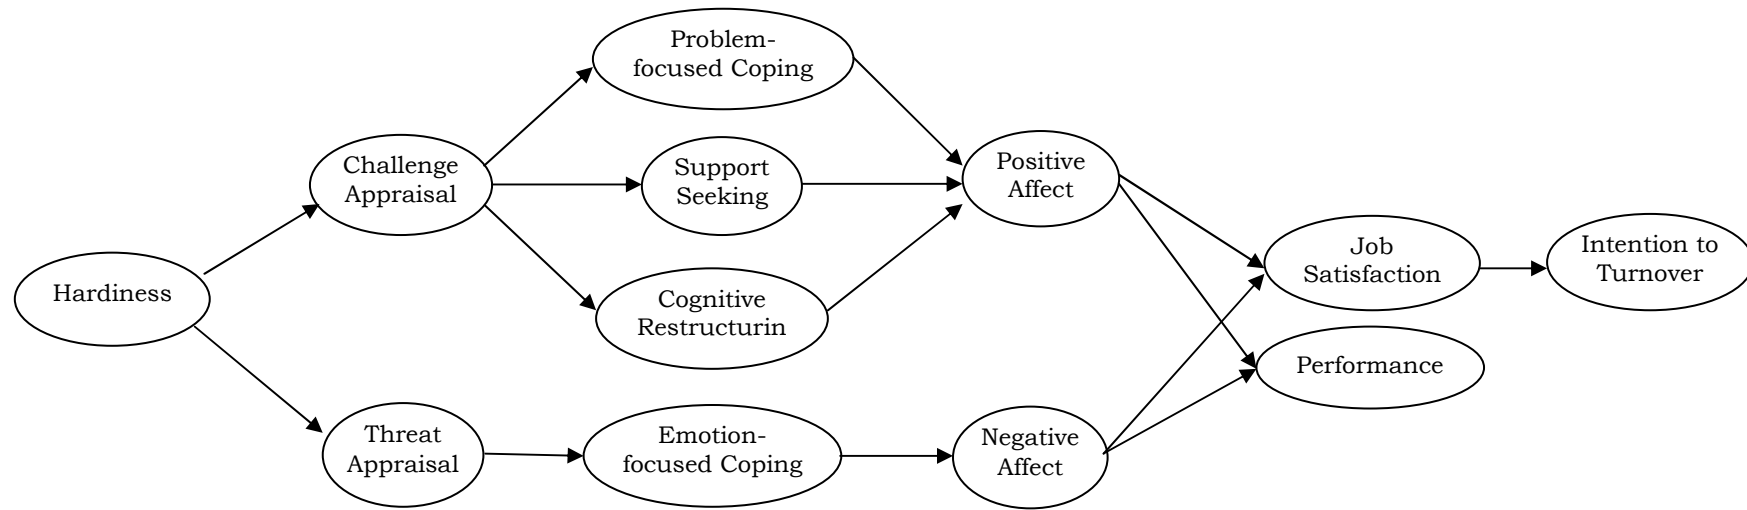 Problem-
focused Coping
Challenge
Appraisal
Support
Seeking
Positive
Affect
Job
Satisfaction
Intention to
Turnover
Hardiness
Cognitive
Restructurin
Performance
Threat
Appraisal
Emotion-
focused Coping
Negative
Affect